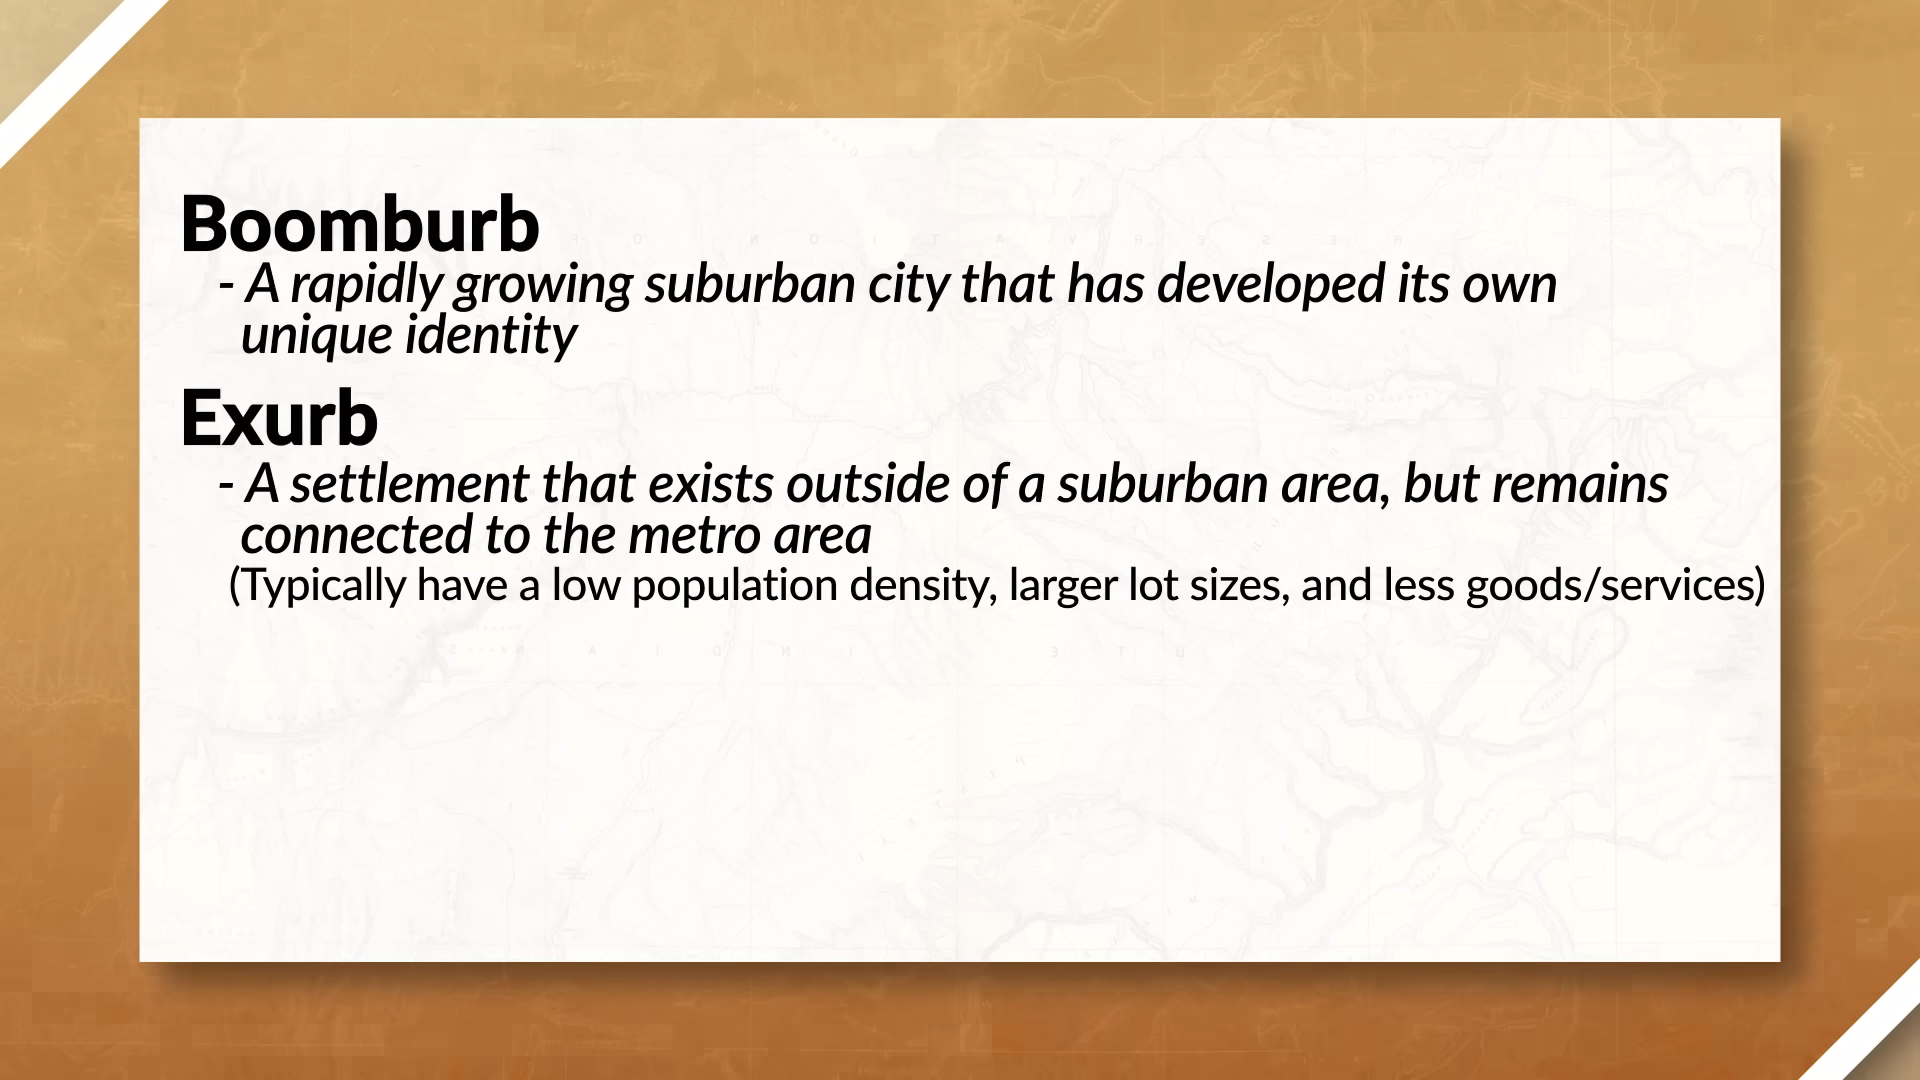 Boomburb
- A rapidly growing suburban city that has developed its own
unique identity
Exurb
- A settlement that exists outside of a suburban area, but remains
connected to the metro area
(Typically have a low population density, larger lot sizes, and less goods/services)